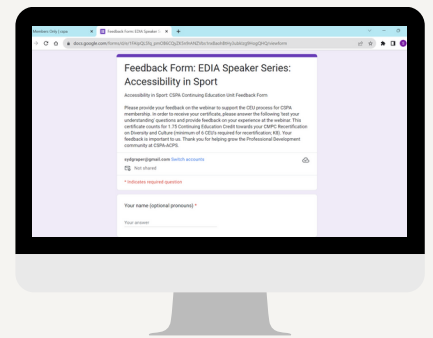 Members Only | cspa
Feedback Form: EDIA Speaker S
docs.google.com
Feedback Form: EDIA Speaker Series:
Accessibility in Sport
Accessibility in Sport: CSPA Continuing Education Unit Feedback Form
Please provide your feedback on the webinar to support the CEU process for CSPA
membership. In order to receive your certificate, please answer the following 'test your
understanding' questions and provide feedback on your experience at the webinar. This
certificate counts for 1.75 Continuing Education Credit towards your CMPC Recertification
on Diversity and Culture (minimum of 6 CEUs required for recertification; K8). Your
feedback is important to us. Thank you for helping grow the Professional Development
community at CSPA-ACPS.
sydgraper@gmail.com Switch accounts
Not shared
* Indicates required question
Your name (optional pronouns) *
Your answer